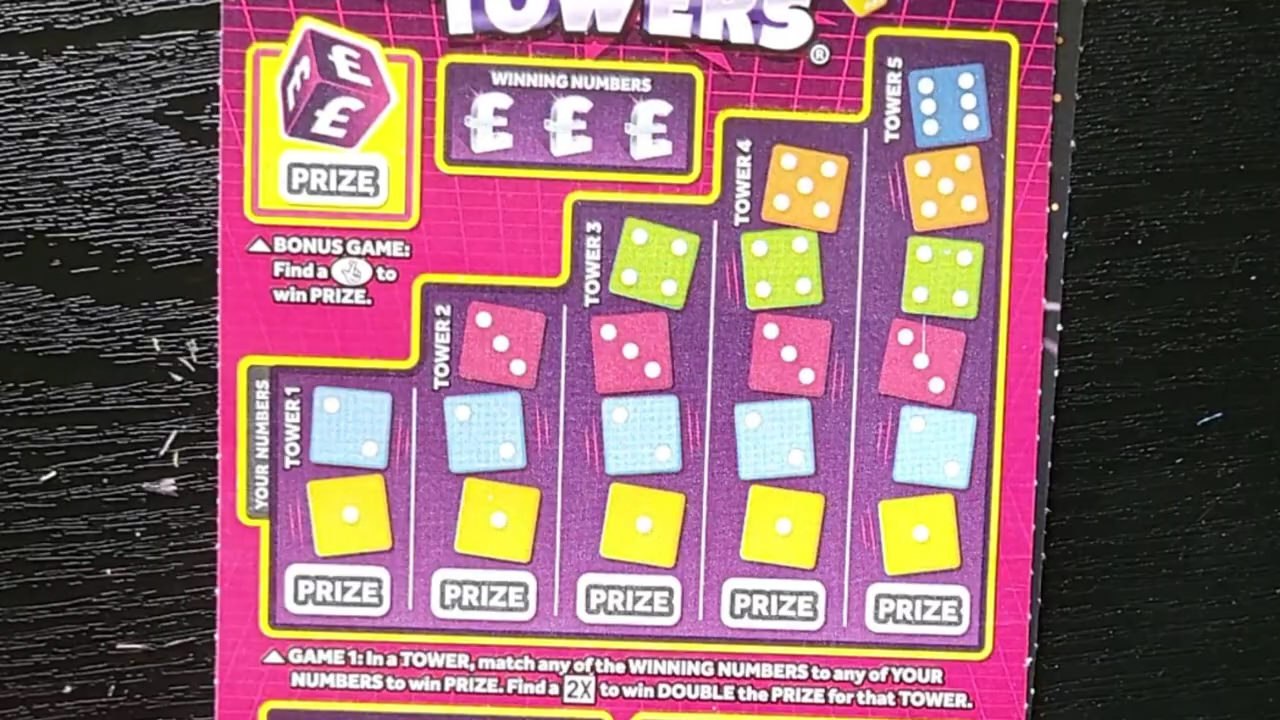 TOWERS®
£ £ £
PRIZE
WINNING NUMBERS
£ £ £
▲ BONUS GAME:
Find a to
win PRIZE.
YOUR NUMBERS
TOWER 1
TOWER 2
TOWER 3
TOWER 4
TOWER 5
PRIZE PRIZE PRIZE PRIZE PRIZE
▲ GAME 1: In a TOWER, match any of the WINNING NUMBERS to any of YOUR
NUMBERS to win PRIZE. Find a 2X to win DOUBLE the PRIZE for that TOWER.